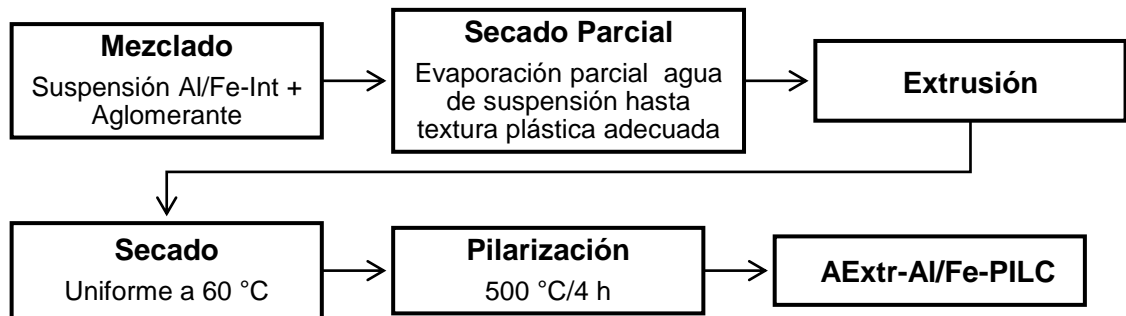 Mezclado
Suspensión Al/Fe-Int +
Aglomerante
Secado Parcial
Evaporación parcial agua
de suspensión hasta
textura plástica adecuada
Extrusión
Secado
Uniforme a 60 °C
Pilarización
500 °C/4 h
AExtr-Al/Fe-PILC